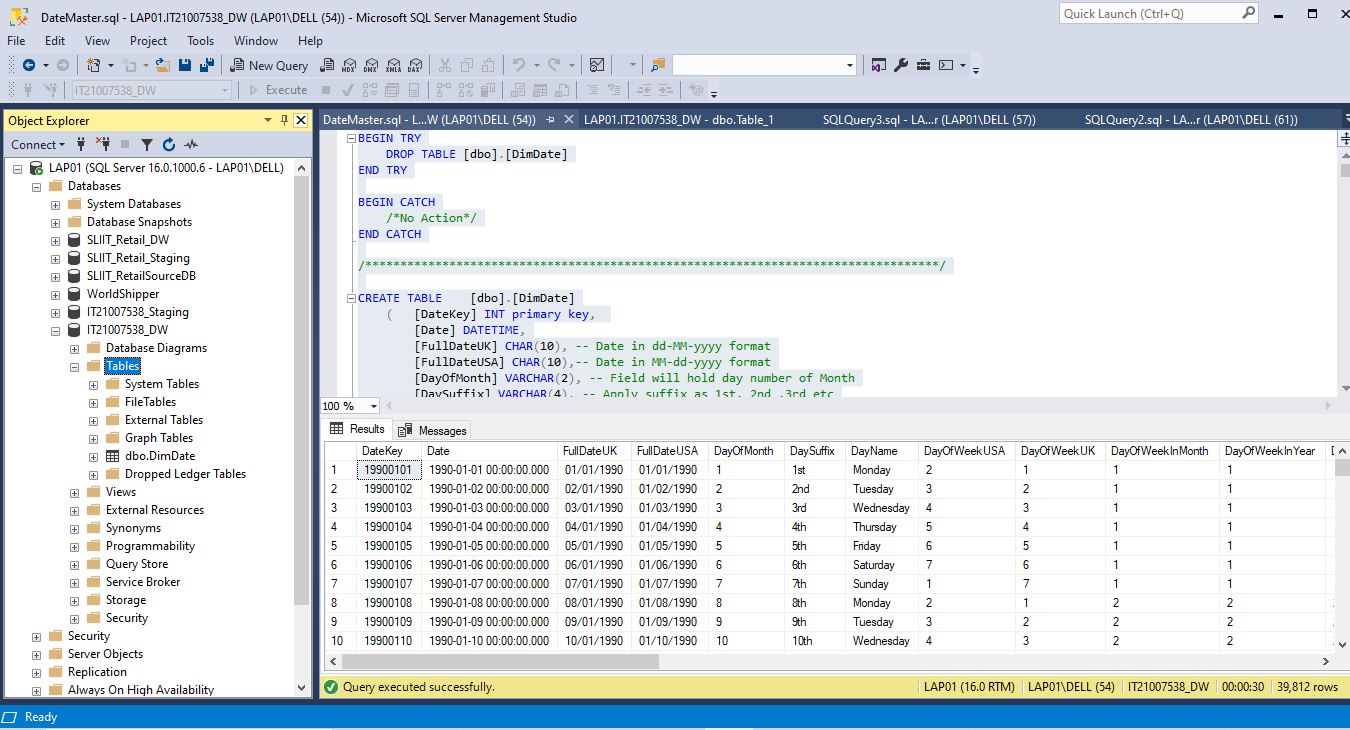 DateMaster.sql - LAP01.IT21007538_DW (LAP01\DELL (54)) - Microsoft SQL Server Management Studio
Quick Launch (Ctrl+Q)
File Edit View Project Tools Window Help
New Query MDX DMX XMLA DAX
IT21007538_DW Execute
Object Explorer
Connect
LAP01 (SQL Server 16.0.1000.6 - LAP01\DELL)
Databases
System Databases
Database Snapshots
SLIIT_Retail_DW
SLIIT_Retail_Staging
SLIIT_RetailSourceDB
WorldShipper
IT21007538_Staging
IT21007538_DW
Database Diagrams
Tables
System Tables
FileTables
External Tables
Graph Tables
dbo.DimDate
Dropped Ledger Tables
Views
External Resources
Synonyms
Programmability
Query Store
Service Broker
Storage
Security
Security
Server Objects
Replication
Always On High Availability
DateMaster.sql - L...W (LAP01\DELL (54)) LAP01.IT21007538_DW - dbo.Table_1 SQLQuery3.sql - LA...r (LAP01\DELL (57)) SQLQuery2.sql - LA...r (LAP01\DELL (61))
BEGIN TRY
DROP TABLE [dbo].[DimDate]
END TRY
BEGIN CATCH
/*No Action*/
END CATCH
/**********************************************************************************/
CREATE TABLE [dbo].[DimDate]
( [DateKey] INT primary key,
[Date] DATETIME,
[FullDateUK] CHAR(10), -- Date in dd-MM-yyyy format
[FullDateUSA] CHAR(10),-- Date in MM-dd-yyyy format
[DayOfMonth] VARCHAR(2), -- Field will hold day number of Month
[DaySuffix] VARCHAR(4), -- Apply suffix as 1st, 2nd ,3rd etc
100 %
Results Messages
DateKey Date FullDateUK FullDateUSA DayOfMonth DaySuffix DayName DayOfWeekUSA DayOfWeekUK DayOfWeekInMonth DayOfWeekInYear
1 19900101 1990-01-01 00:00:00.000 01/01/1990 01/01/1990 1 1st Monday 2 1 1 1
2 19900102 1990-01-02 00:00:00.000 02/01/1990 01/02/1990 2 2nd Tuesday 3 2 1 1
3 19900103 1990-01-03 00:00:00.000 03/01/1990 01/03/1990 3 3rd Wednesday 4 3 1 1
4 19900104 1990-01-04 00:00:00.000 04/01/1990 01/04/1990 4 4th Thursday 5 4 1 1
5 19900105 1990-01-05 00:00:00.000 05/01/1990 01/05/1990 5 5th Friday 6 5 1 1
6 19900106 1990-01-06 00:00:00.000 06/01/1990 01/06/1990 6 6th Saturday 7 6 1 1
7 19900107 1990-01-07 00:00:00.000 07/01/1990 01/07/1990 7 7th Sunday 1 7 1 1
8 19900108 1990-01-08 00:00:00.000 08/01/1990 01/08/1990 8 8th Monday 2 1 2 2
9 19900109 1990-01-09 00:00:00.000 09/01/1990 01/09/1990 9 9th Tuesday 3 2 2 2
10 19900110 1990-01-10 00:00:00.000 10/01/1990 01/10/1990 10 10th Wednesday 4 3 2 2
Query executed successfully. LAP01 (16.0 RTM) LAP01\DELL (54) IT21007538_DW 00:00:30 39,812 rows
Ready